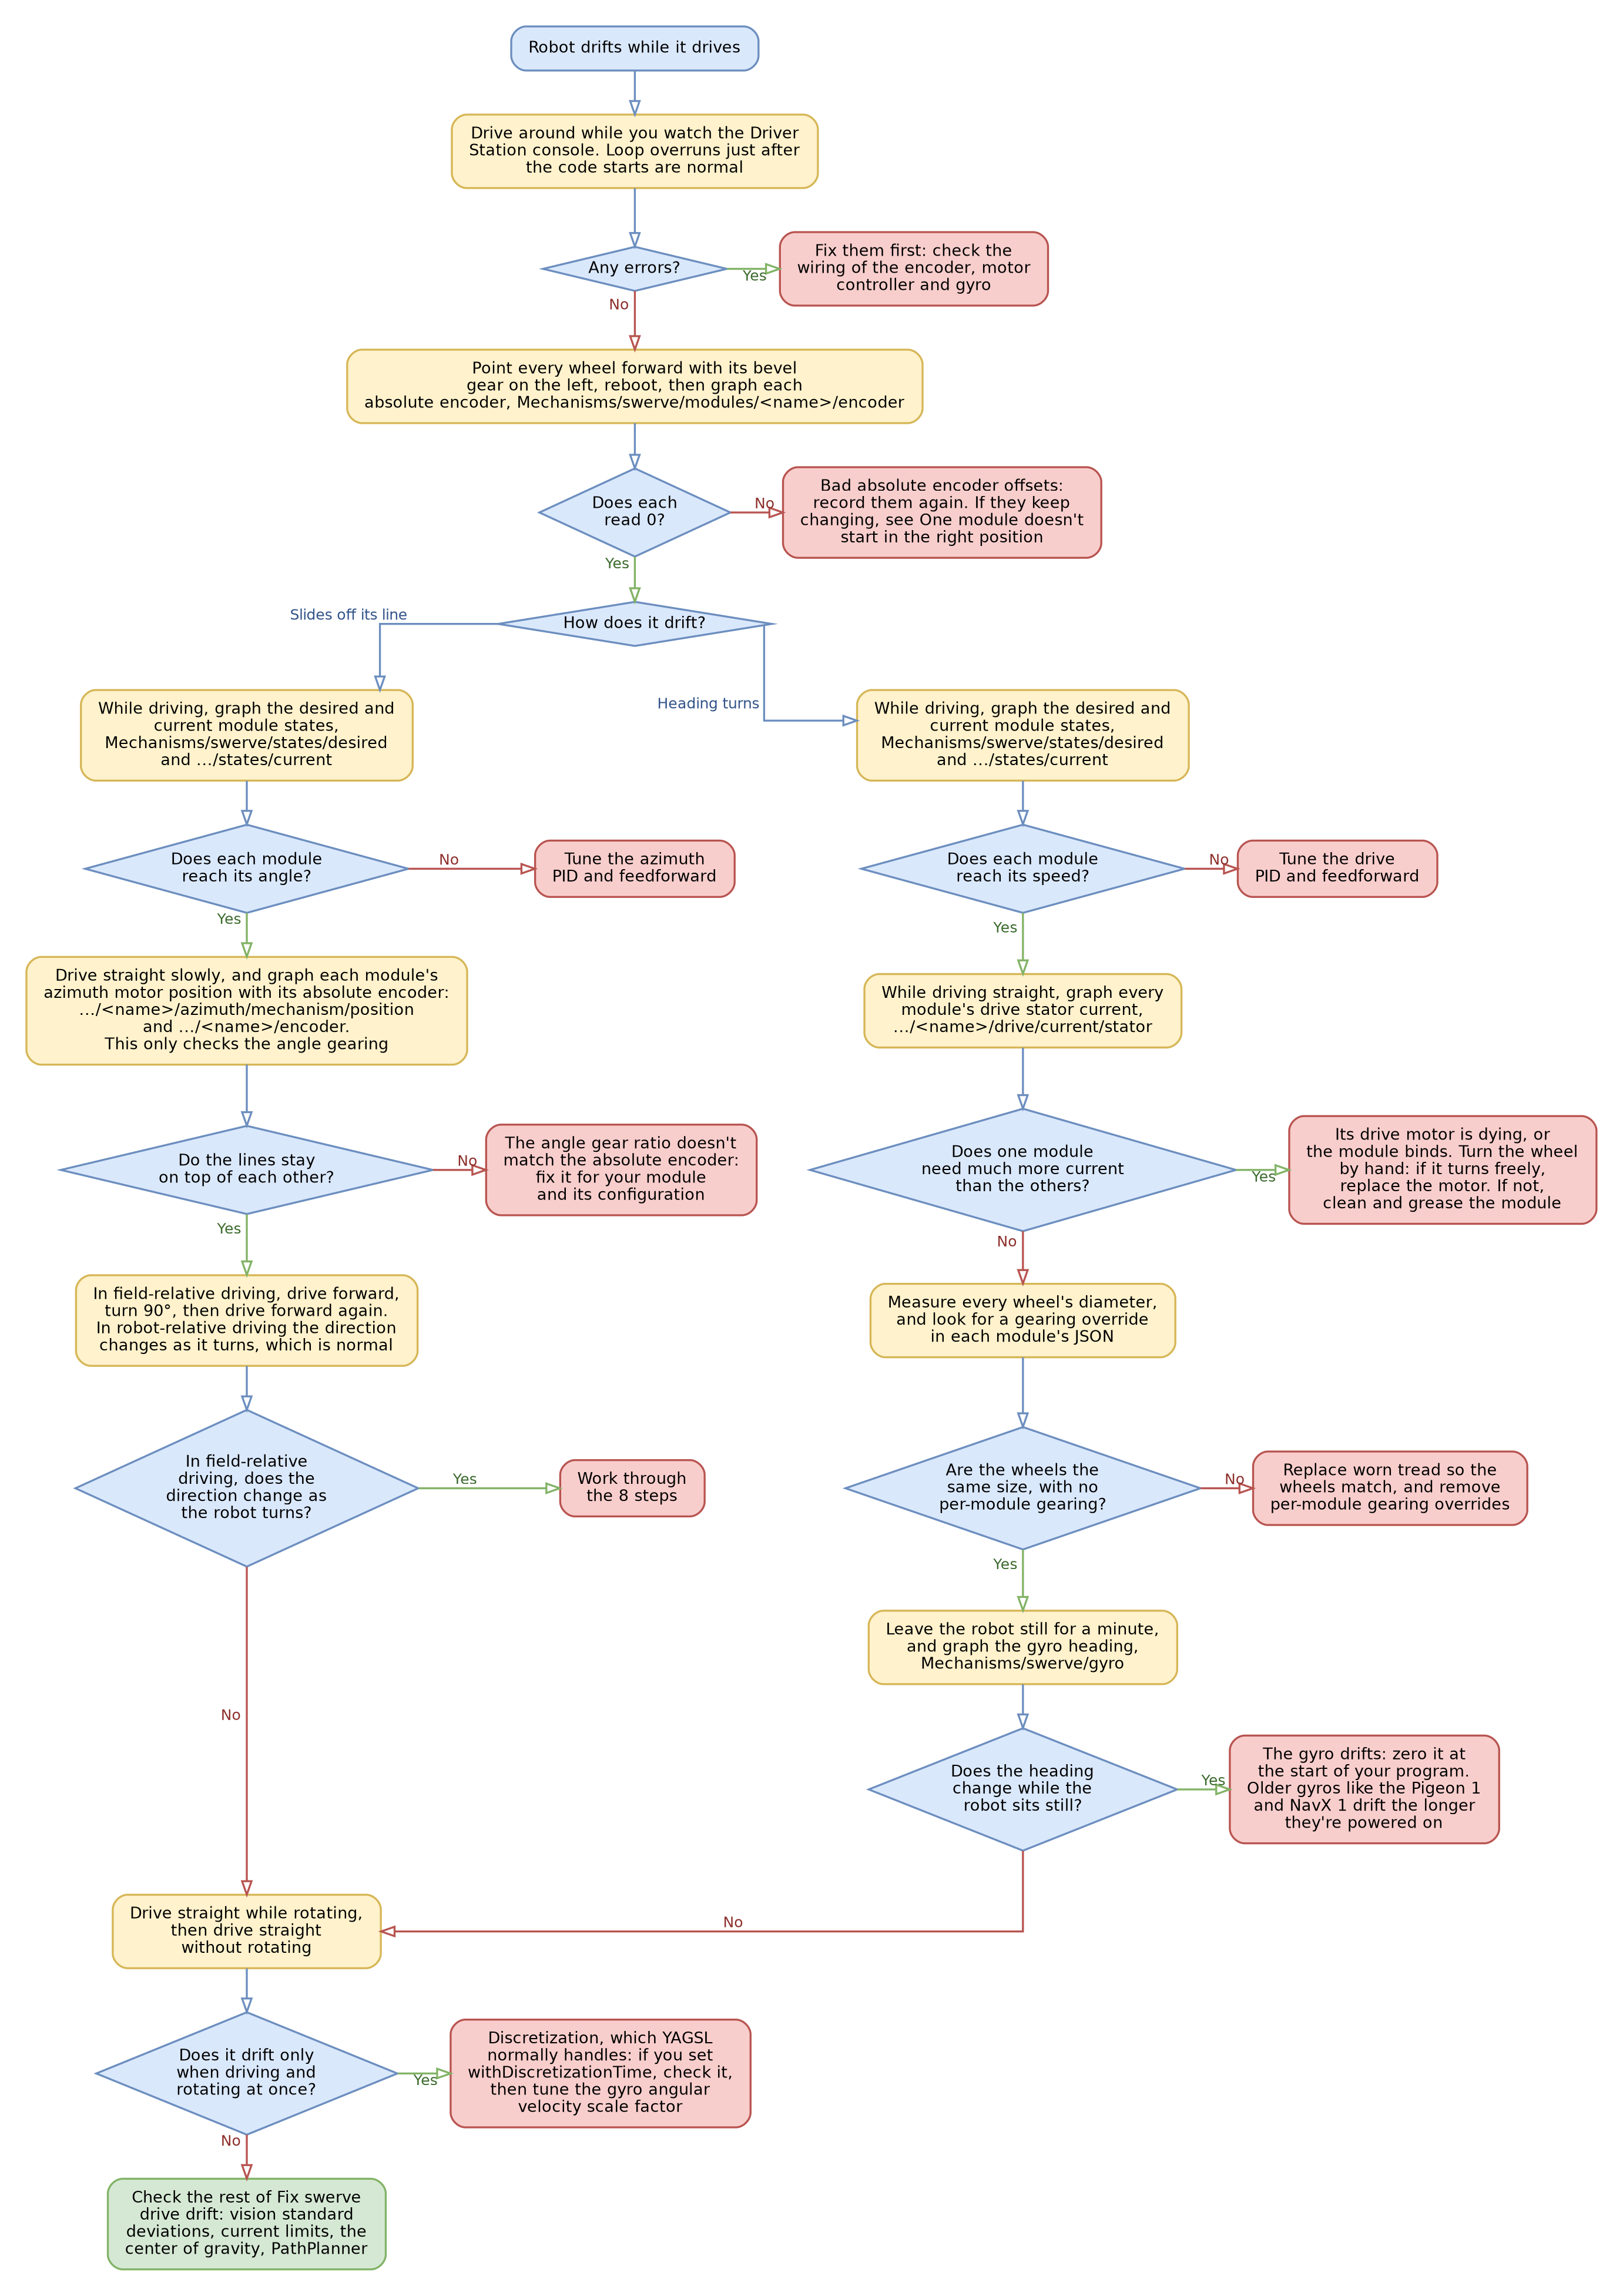 Robot drifts while it drives
Drive around while you watch the Driver
Station console. Loop overruns just after
the code starts are normal
Any errors?
Yes
Fix them first: check the
wiring of the encoder, motor
controller and gyro
No
Point every wheel forward with its bevel
gear on the left, reboot, then graph each
absolute encoder, Mechanisms/swerve/modules/<name>/encoder
Does each
read 0?
No
Bad absolute encoder offsets:
record them again. If they keep
changing, see One module doesn't
start in the right position
Yes
How does it drift?
Slides off its line
Heading turns
While driving, graph the desired and
current module states,
Mechanisms/swerve/states/desired
and …/states/current
Does each module
reach its angle?
No
Tune the azimuth
PID and feedforward
Yes
Drive straight slowly, and graph each module's
azimuth motor position with its absolute encoder:
…/<name>/azimuth/mechanism/position
and …/<name>/encoder.
This only checks the angle gearing
Do the lines stay
on top of each other?
No
The angle gear ratio doesn't
match the absolute encoder:
fix it for your module
and its configuration
Yes
In field-relative driving, drive forward,
turn 90°, then drive forward again.
In robot-relative driving the direction
changes as it turns, which is normal
In field-relative
driving, does the
direction change as
the robot turns?
Yes
Work through
the 8 steps
No
While driving, graph the desired and
current module states,
Mechanisms/swerve/states/desired
and …/states/current
Does each module
reach its speed?
No
Tune the drive
PID and feedforward
Yes
While driving straight, graph every
module's drive stator current,
…/<name>/drive/current/stator
Does one module
need much more current
than the others?
Yes
Its drive motor is dying, or
the module binds. Turn the wheel
by hand: if it turns freely,
replace the motor. If not,
clean and grease the module
No
Measure every wheel's diameter,
and look for a gearing override
in each module's JSON
Are the wheels the
same size, with no
per-module gearing?
No
Replace worn tread so the
wheels match, and remove
per-module gearing overrides
Yes
Leave the robot still for a minute,
and graph the gyro heading,
Mechanisms/swerve/gyro
Does the heading
change while the
robot sits still?
Yes
The gyro drifts: zero it at
the start of your program.
Older gyros like the Pigeon 1
and NavX 1 drift the longer
they're powered on
No
Drive straight while rotating,
then drive straight
without rotating
Does it drift only
when driving and
rotating at once?
Yes
Discretization, which YAGSL
normally handles: if you set
withDiscretizationTime, check it,
then tune the gyro angular
velocity scale factor
No
Check the rest of Fix swerve
drive drift: vision standard
deviations, current limits, the
center of gravity, PathPlanner